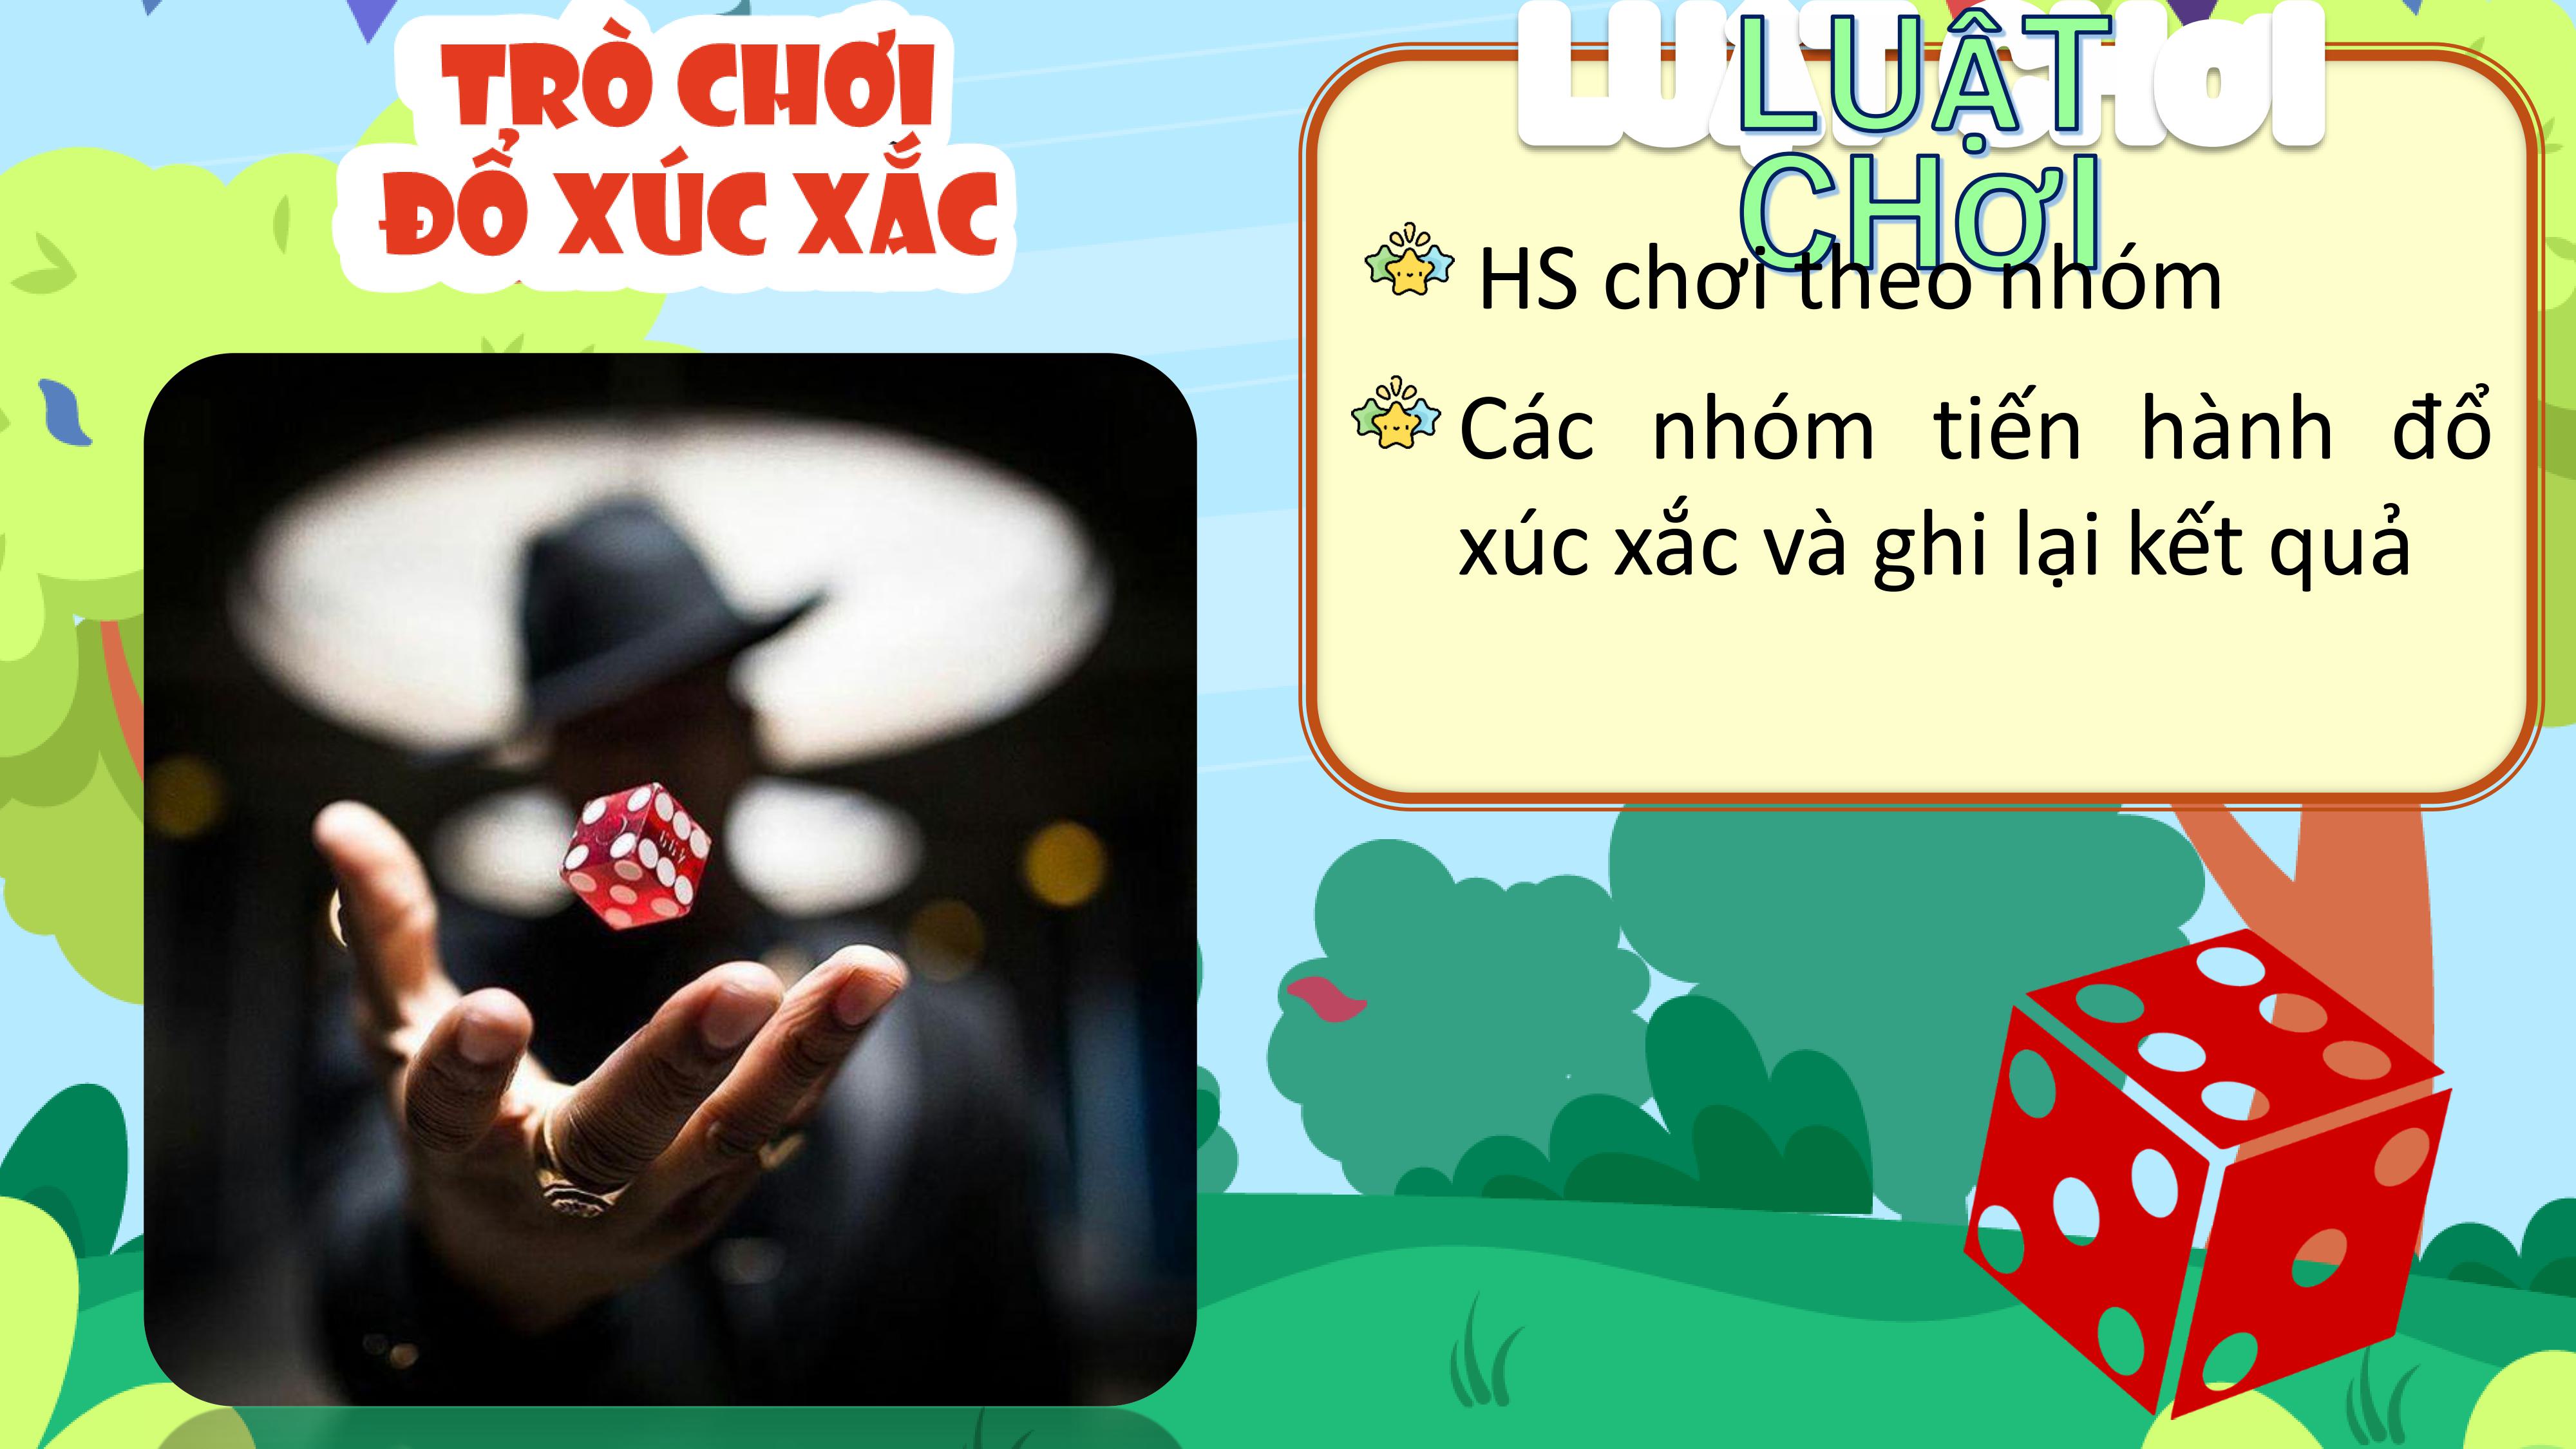 TRÒ CHƠI
ĐỔ XÚC XẮC
LUẬT
CHƠI
HS chơi theo nhóm
Các nhóm tiến hành đổ
xúc xắc và ghi lại kết quả